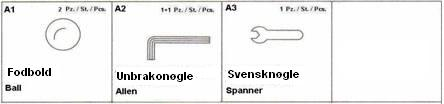 A1 2 Pz. / St. / Pcs.
Fodbold
Ball
A2 1+1 Pz. / St. / Pcs.
Unbrakonøgle
Allen
A3 1 Pz. / St. / Pcs.
Svensknøgle
Spanner